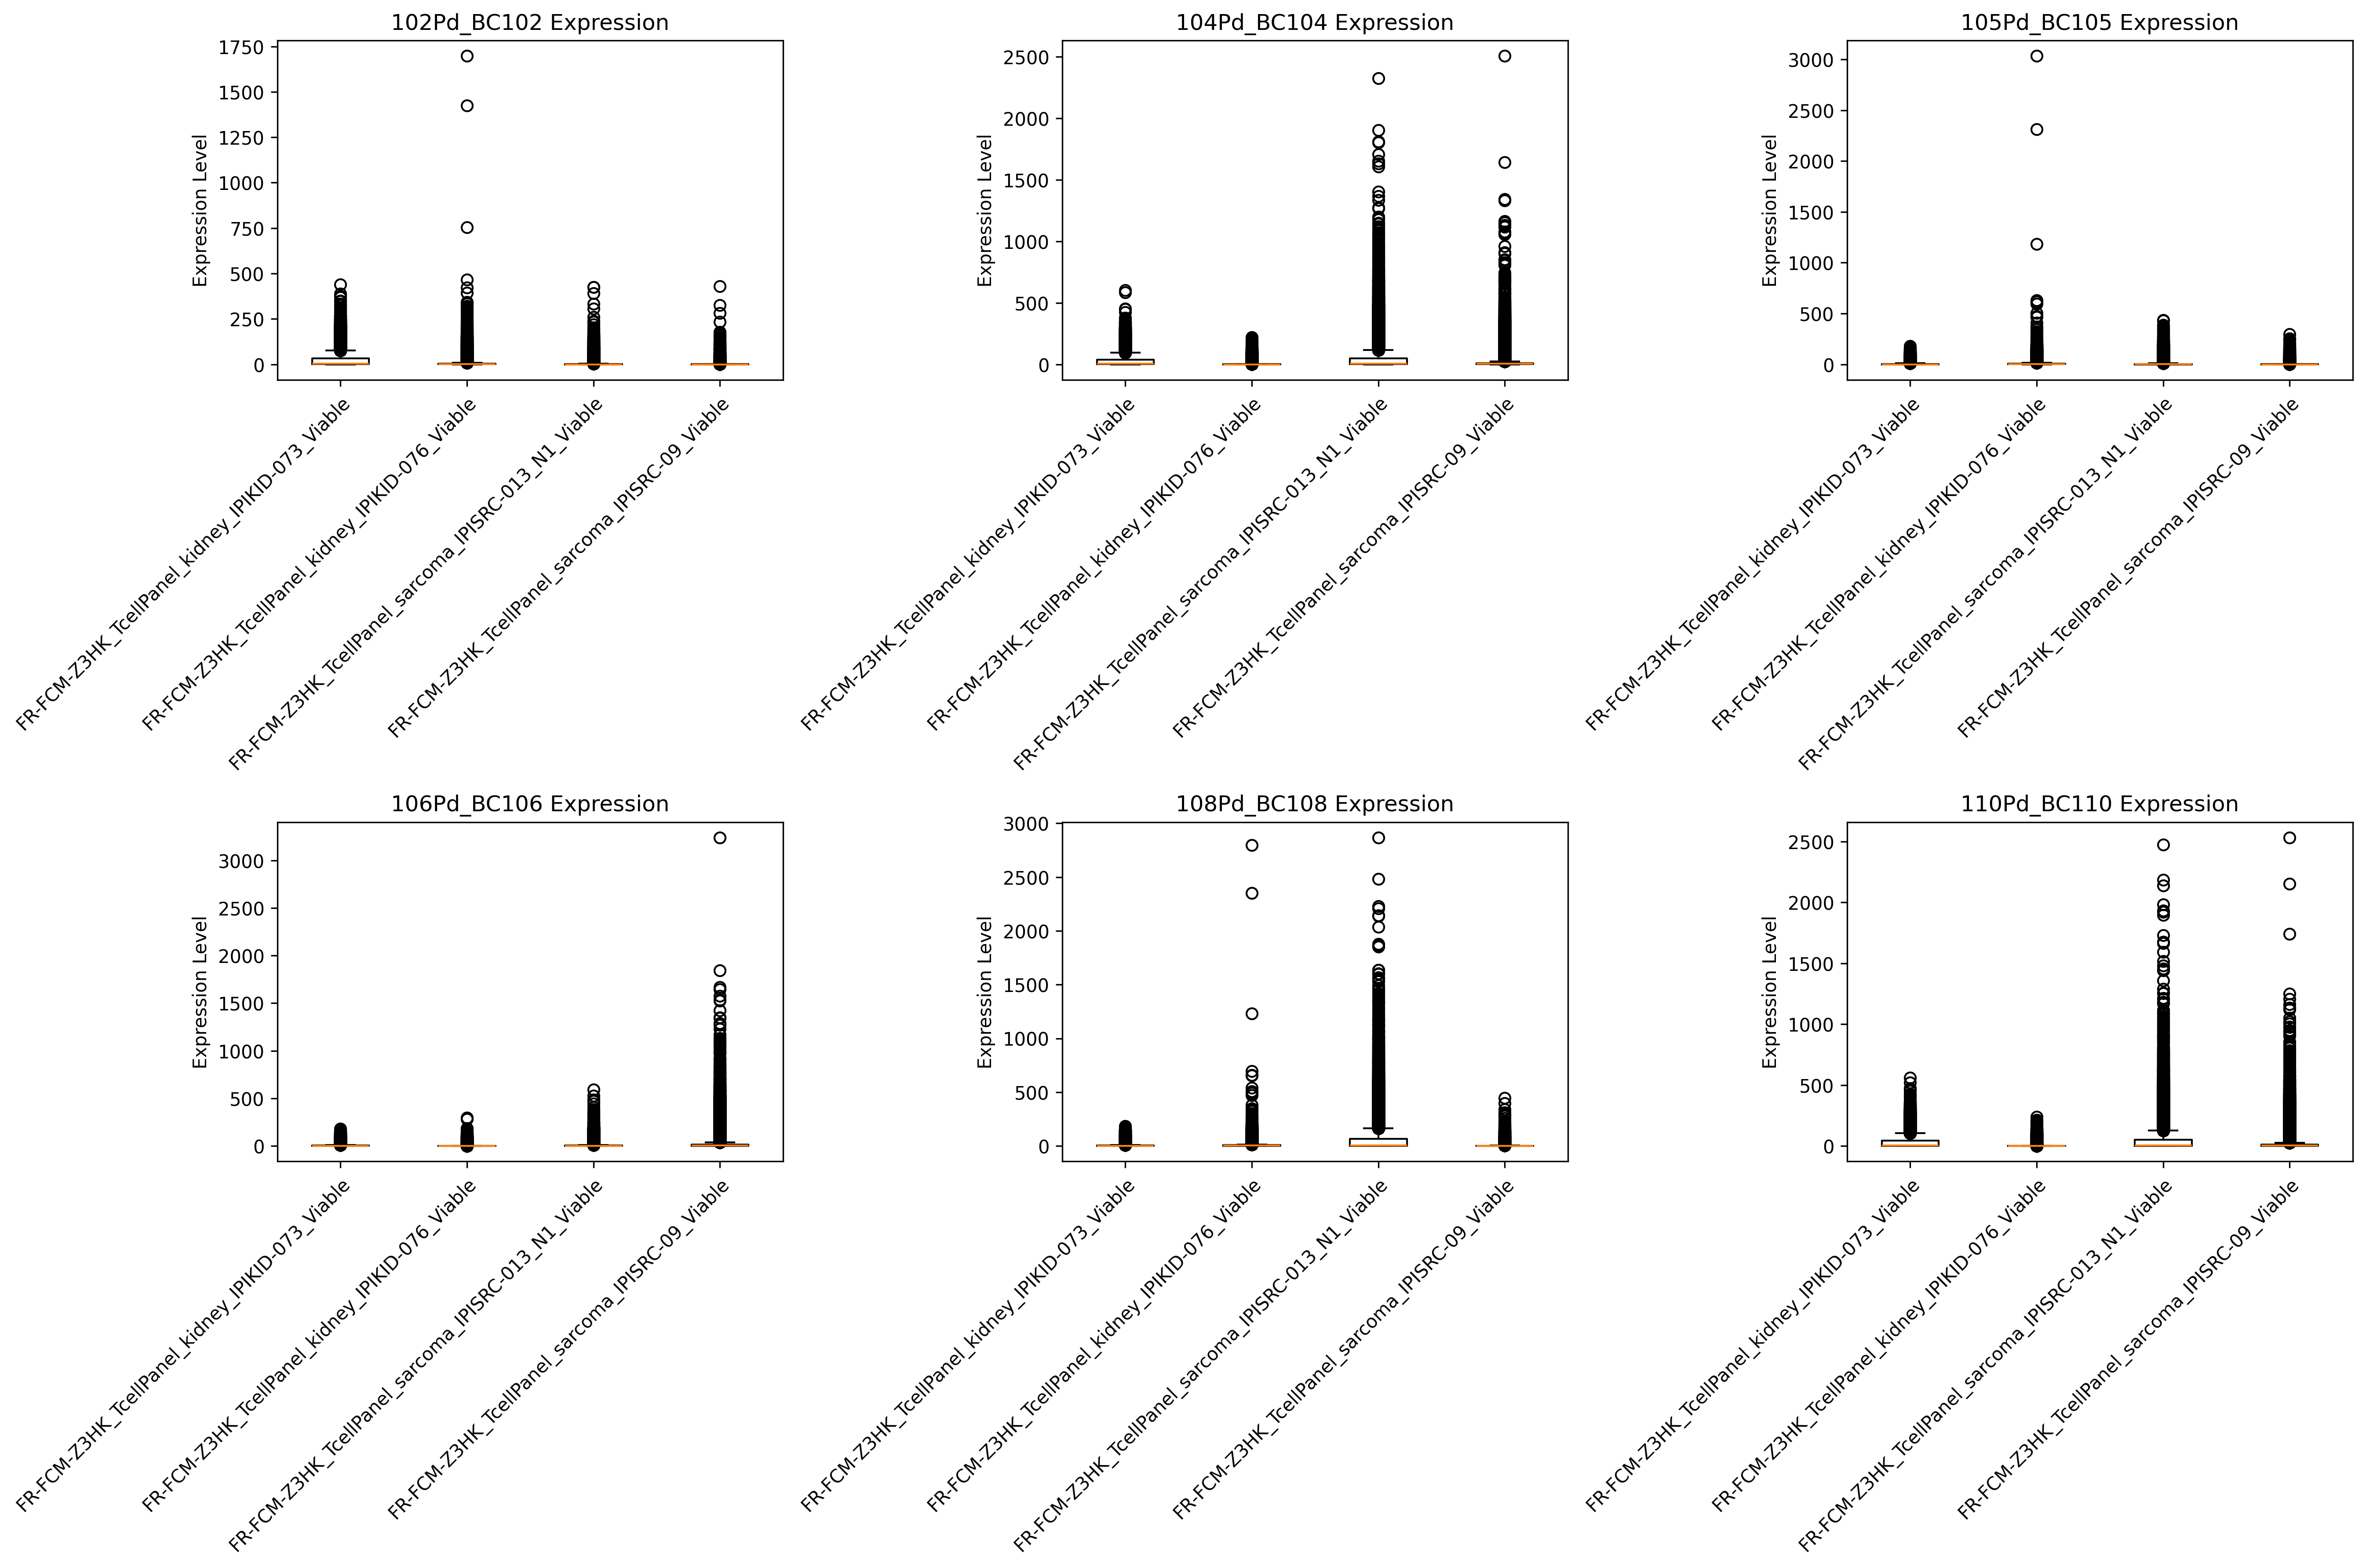 102Pd_BC102 Expression
Expression Level
1750
1500
1250
1000
750
500
250
0
FR-FCM-Z3HK_TcellPanel_kidney_IPIKID-073_Viable
FR-FCM-Z3HK_TcellPanel_kidney_IPIKID-076_Viable
FR-FCM-Z3HK_TcellPanel_sarcoma_IPISRC-013_N1_Viable
FR-FCM-Z3HK_TcellPanel_sarcoma_IPISRC-09_Viable
104Pd_BC104 Expression
Expression Level
2500
2000
1500
1000
500
0
FR-FCM-Z3HK_TcellPanel_kidney_IPIKID-073_Viable
FR-FCM-Z3HK_TcellPanel_kidney_IPIKID-076_Viable
FR-FCM-Z3HK_TcellPanel_sarcoma_IPISRC-013_N1_Viable
FR-FCM-Z3HK_TcellPanel_sarcoma_IPISRC-09_Viable
105Pd_BC105 Expression
Expression Level
3000
2500
2000
1500
1000
500
0
FR-FCM-Z3HK_TcellPanel_kidney_IPIKID-073_Viable
FR-FCM-Z3HK_TcellPanel_kidney_IPIKID-076_Viable
FR-FCM-Z3HK_TcellPanel_sarcoma_IPISRC-013_N1_Viable
FR-FCM-Z3HK_TcellPanel_sarcoma_IPISRC-09_Viable
106Pd_BC106 Expression
Expression Level
3000
2500
2000
1500
1000
500
0
FR-FCM-Z3HK_TcellPanel_kidney_IPIKID-073_Viable
FR-FCM-Z3HK_TcellPanel_kidney_IPIKID-076_Viable
FR-FCM-Z3HK_TcellPanel_sarcoma_IPISRC-013_N1_Viable
FR-FCM-Z3HK_TcellPanel_sarcoma_IPISRC-09_Viable
108Pd_BC108 Expression
Expression Level
3000
2500
2000
1500
1000
500
0
FR-FCM-Z3HK_TcellPanel_kidney_IPIKID-073_Viable
FR-FCM-Z3HK_TcellPanel_kidney_IPIKID-076_Viable
FR-FCM-Z3HK_TcellPanel_sarcoma_IPISRC-013_N1_Viable
FR-FCM-Z3HK_TcellPanel_sarcoma_IPISRC-09_Viable
110Pd_BC110 Expression
Expression Level
2500
2000
1500
1000
500
0
FR-FCM-Z3HK_TcellPanel_kidney_IPIKID-073_Viable
FR-FCM-Z3HK_TcellPanel_kidney_IPIKID-076_Viable
FR-FCM-Z3HK_TcellPanel_sarcoma_IPISRC-013_N1_Viable
FR-FCM-Z3HK_TcellPanel_sarcoma_IPISRC-09_Viable